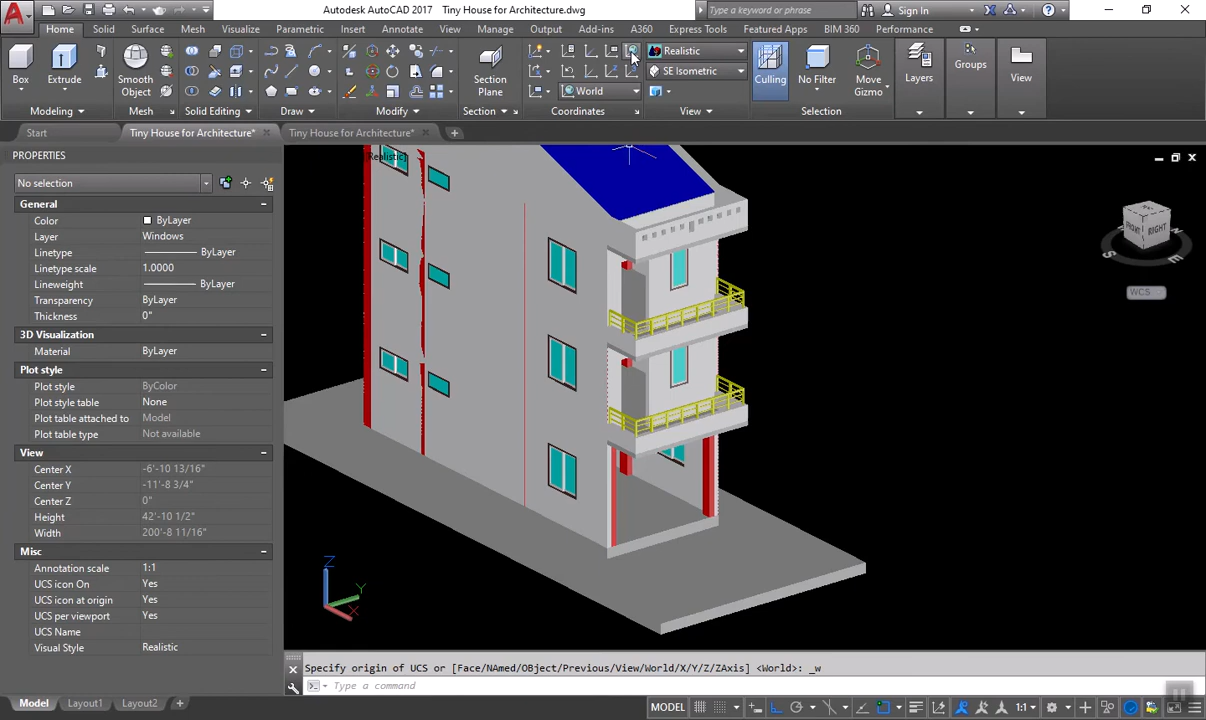 Autodesk AutoCAD 2017 Tiny House for Architecture.dwg
Type a keyword or phrase
Sign In
Home Solid Surface Mesh Visualize Parametric Insert Annotate View Manage Output Add-ins A360 Express Tools Featured Apps BIM 360 Performance
Box
Extrude
Smooth Object
Section Plane
Realistic
SE Isometric
World
Culling
No Filter
Move Gizmo
Layers
Groups
View
Modeling
Mesh
Solid Editing
Draw
Modify
Section
Coordinates
View
Selection
Start
Tiny House for Architecture*
Tiny House for Architecture*
PROPERTIES
No selection
General
Color ByLayer
Layer Windows
Linetype ByLayer
Linetype scale 1.0000
Lineweight ByLayer
Transparency ByLayer
Thickness 0"
3D Visualization
Material ByLayer
Plot style
Plot style ByColor
Plot style table None
Plot table attached to Model
Plot table type Not available
View
Center X -6'-10 13/16"
Center Y -11'-8 3/4"
Center Z 0"
Height 42'-10 1/2"
Width 200'-8 11/16"
Misc
Annotation scale 1:1
UCS icon On Yes
UCS icon at origin Yes
UCS per viewport Yes
UCS Name
Visual Style Realistic
Realistic]
FRONT RIGHT
S E N
WCS
Z
Y
X
Specify origin of UCS or [Face/NAmed/OBject/Previous/View/World/X/Y/Z/ZAxis] <World>: _w
Type a command
Model Layout1 Layout2
MODEL
1:1